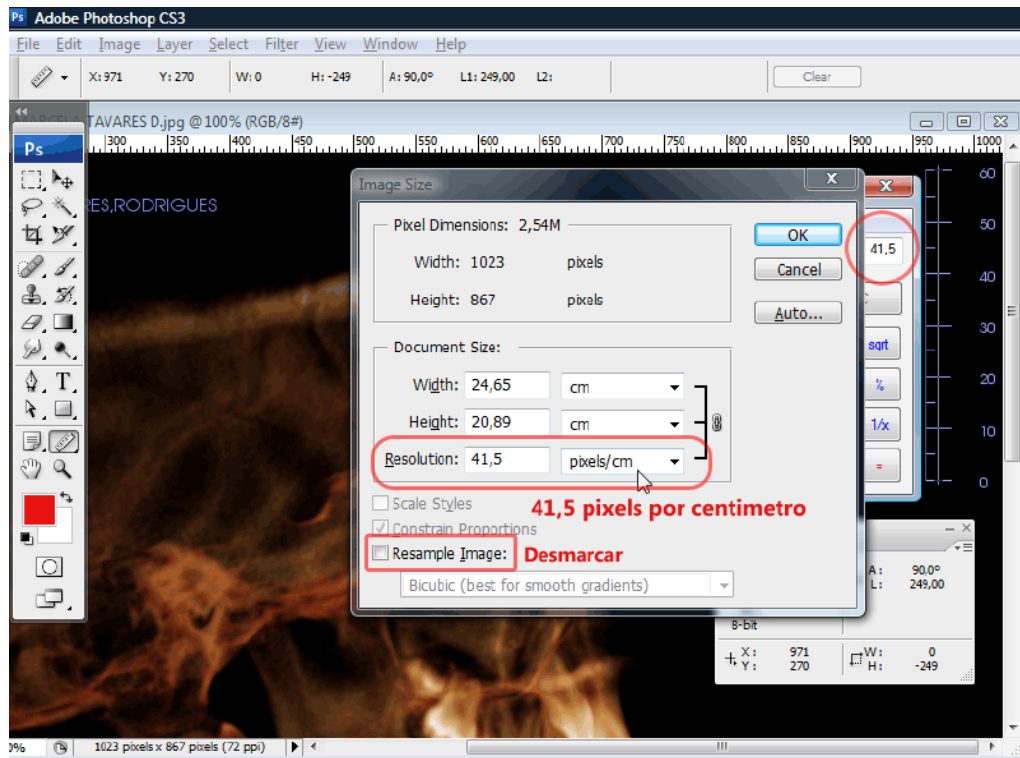 Ps Adobe Photoshop CS3
File Edit Image Layer Select Filter View Window Help
X: 971 Y: 270 W: 0 H: -249 A: 90,0° L1: 249,00 L2: Clear
TAVARES D.jpg @ 100% (RGB/8#)
300 350 400 450 500 550 600 650 700 750 800 850 900 950 1000
Ps
ES,RODRIGUES
Image Size
Pixel Dimensions: 2,54M
Width: 1023 pixels
Height: 867 pixels
OK
Cancel
Auto...
Document Size:
Width: 24,65 cm
Height: 20,89 cm
Resolution: 41,5 pixels/cm
Scale Styles
41,5 pixels por centimetro
Constrain Proportions
Resample Image: Desmarcar
Bicubic (best for smooth gradients)
41,5
sqrt
%
1/x
=
60
50
40
30
20
10
0
A: 90,0°
L: 249,00
8-bit
X: 971 W: 0
Y: 270 H: -249
1023 pixels x 867 pixels (72 ppi)